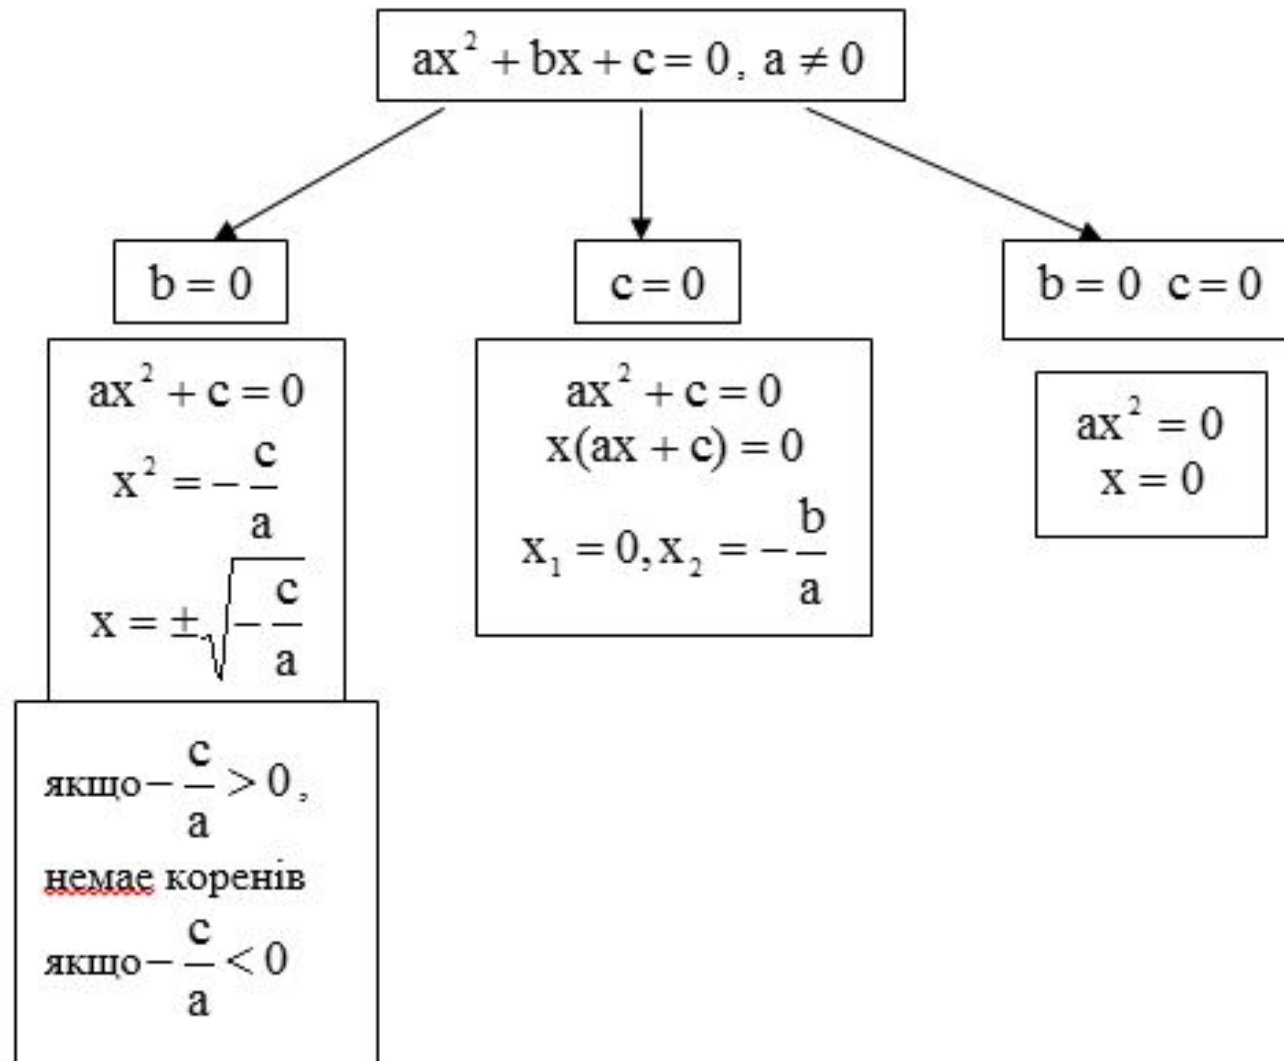 ax² + bx + c = 0, a ≠ 0
b = 0
c = 0
b = 0 c = 0
ax² + c = 0
x² = − c/a
x = ±√(− c/a)
якщо − c/a > 0,
немає коренів
якщо − c/a < 0
ax² + c = 0
x(ax + c) = 0
x₁ = 0, x₂ = − b/a
ax² = 0
x = 0